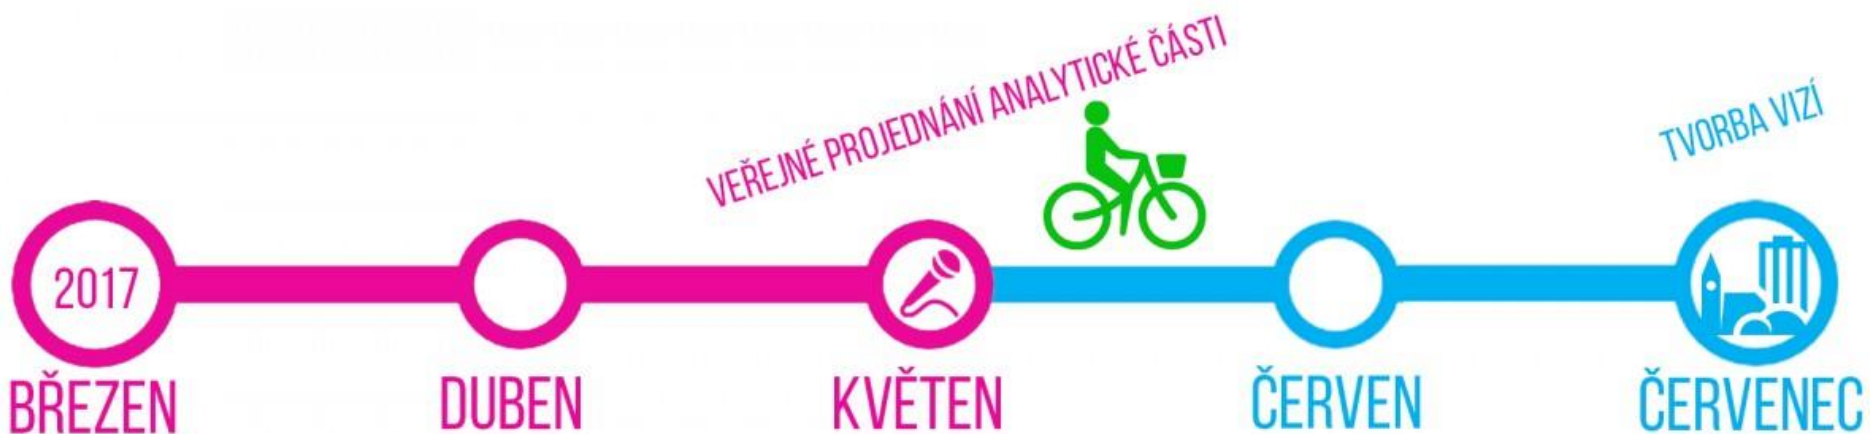 VEŘEJNÉ PROJEDNÁNÍ ANALYTICKÉ ČÁSTI
TVORBA VIZÍ
2017
BŘEZEN
DUBEN
KVĚTEN
ČERVEN
ČERVENEC